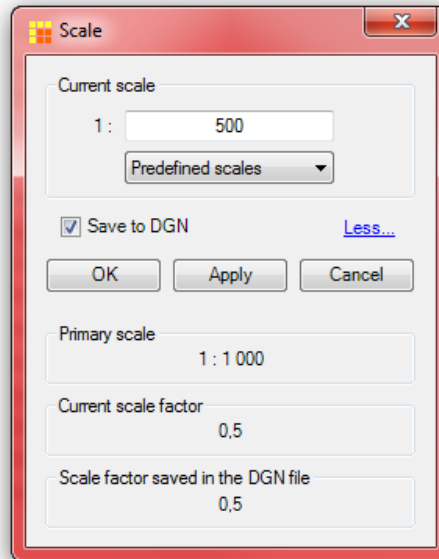 Scale
Current scale
1 : 500
Predefined scales
Save to DGN Less...
OK Apply Cancel
Primary scale
1 : 1 000
Current scale factor
0,5
Scale factor saved in the DGN file
0,5